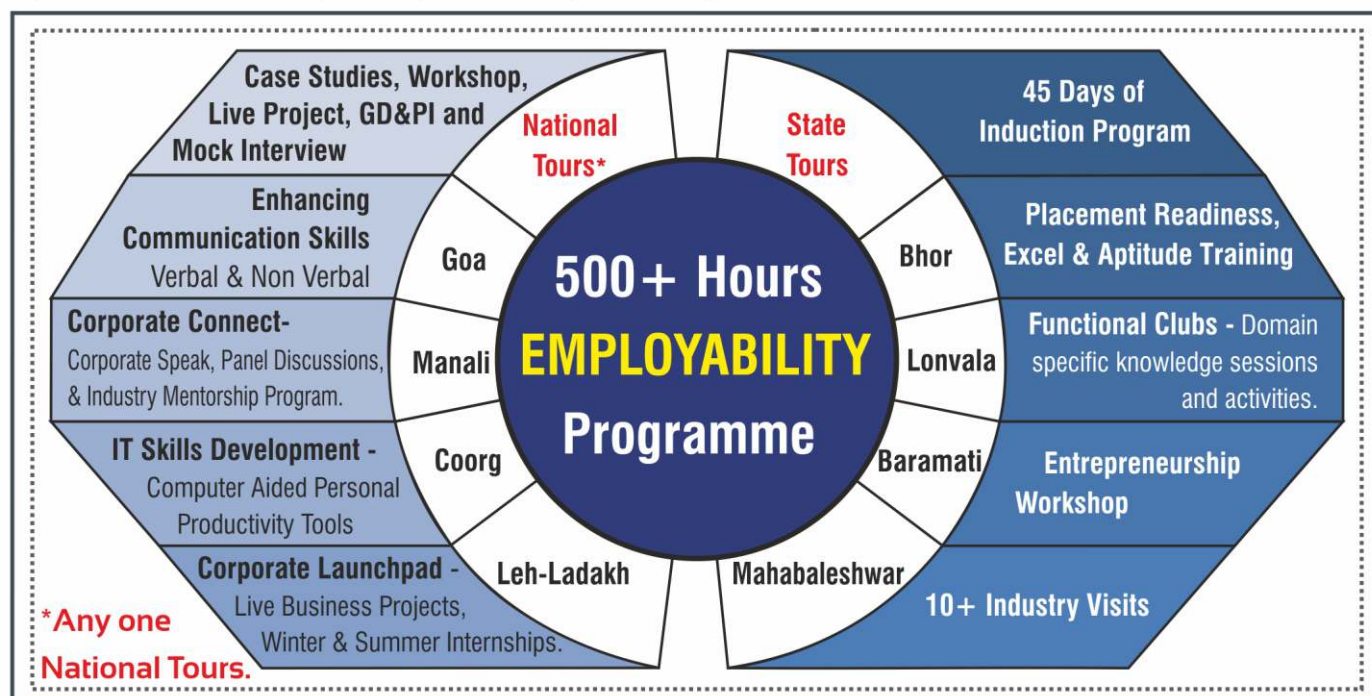 Case Studies, Workshop,
Live Project, GD&PI and
Mock Interview
Enhancing
Communication Skills
Verbal & Non Verbal
Corporate Connect-
Corporate Speak, Panel Discussions,
& Industry Mentorship Program.
IT Skills Development -
Computer Aided Personal
Productivity Tools
Corporate Launchpad -
Live Business Projects,
Winter & Summer Internships.
*Any one
National Tours.
National
Tours*
Goa
Manali
Coorg
Leh-Ladakh
500+ Hours
EMPLOYABILITY
Programme
State
Tours
Bhor
Lonvala
Baramati
Mahabaleshwar
45 Days of
Induction Program
Placement Readiness,
Excel & Aptitude Training
Functional Clubs - Domain
specific knowledge sessions
and activities.
Entrepreneurship
Workshop
10+ Industry Visits